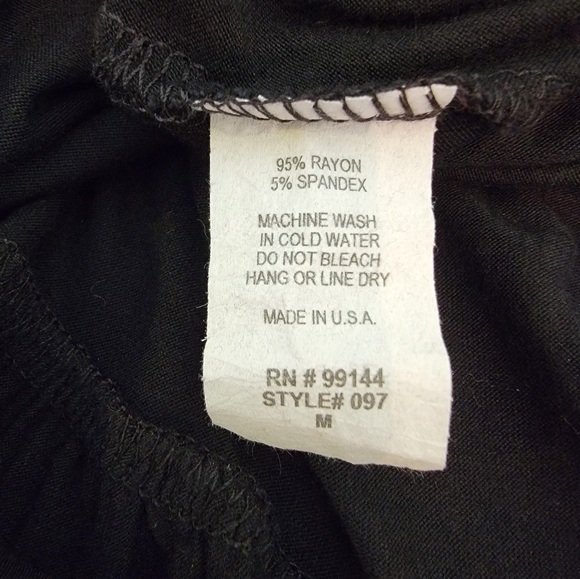 95% RAYON
5% SPANDEX
MACHINE WASH
IN COLD WATER
DO NOT BLEACH
HANG OR LINE DRY
MADE IN U.S.A.
RN # 99144
STYLE# 097
M